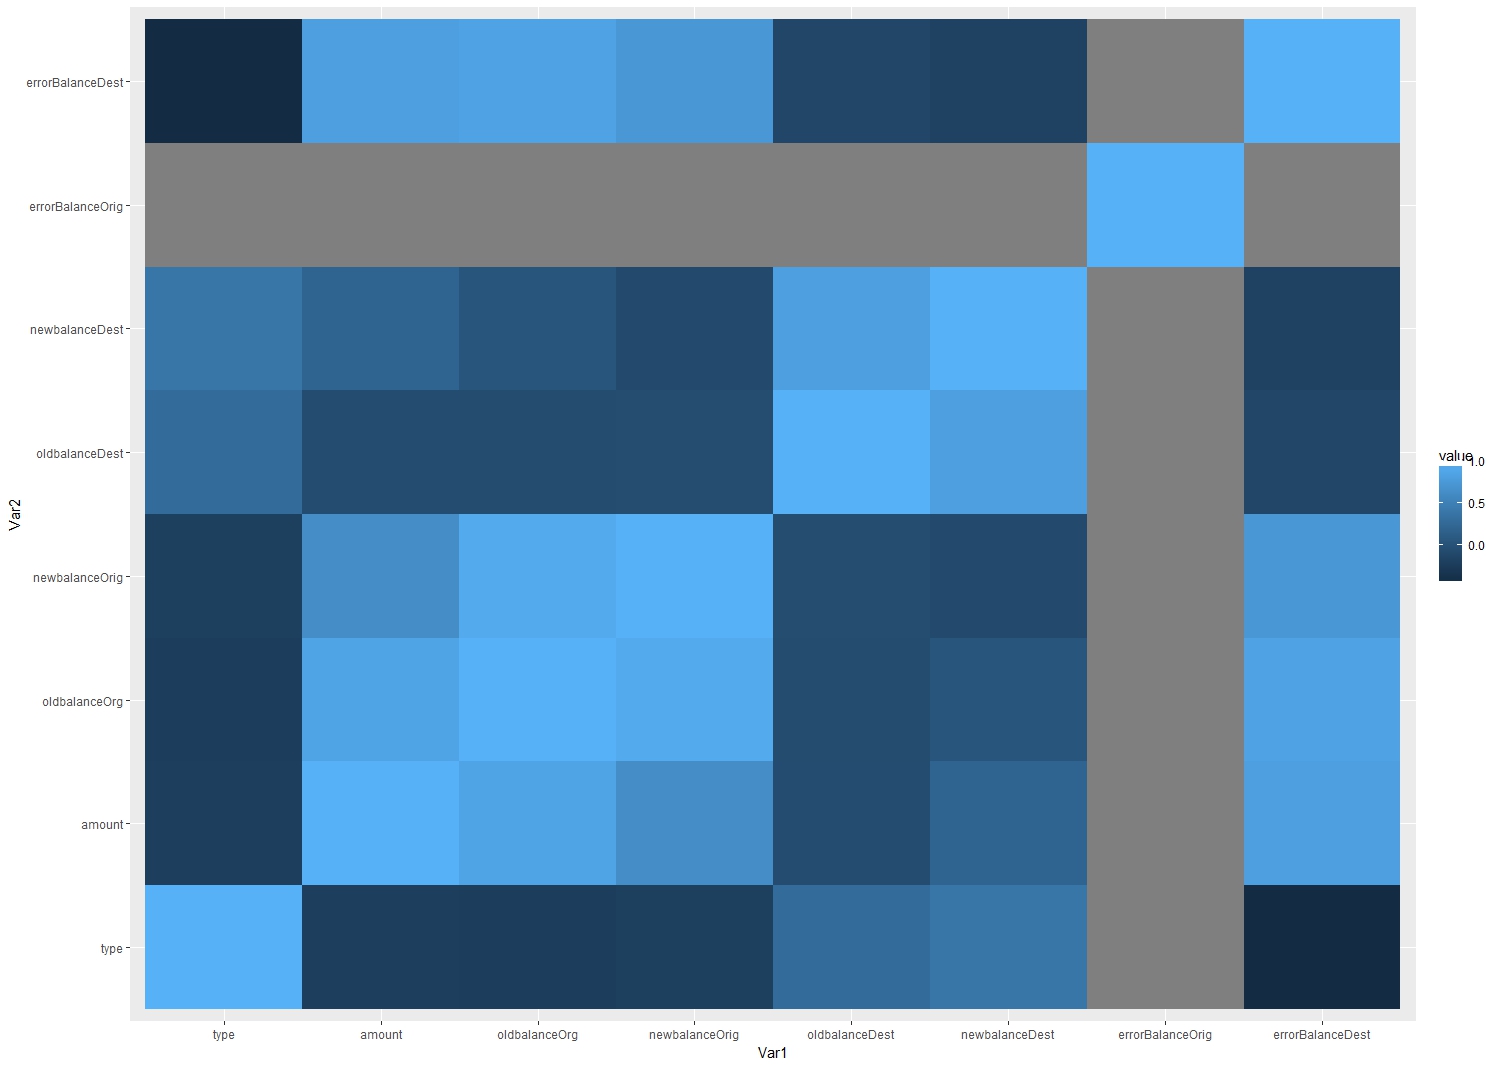 errorBalanceDest
errorBalanceOrig
newbalanceDest
oldbalanceDest
newbalanceOrig
oldbalanceOrg
amount
type
Var2
type amount oldbalanceOrg newbalanceOrig oldbalanceDest newbalanceDest errorBalanceOrig errorBalanceDest
Var1
value
1.0
0.5
0.0